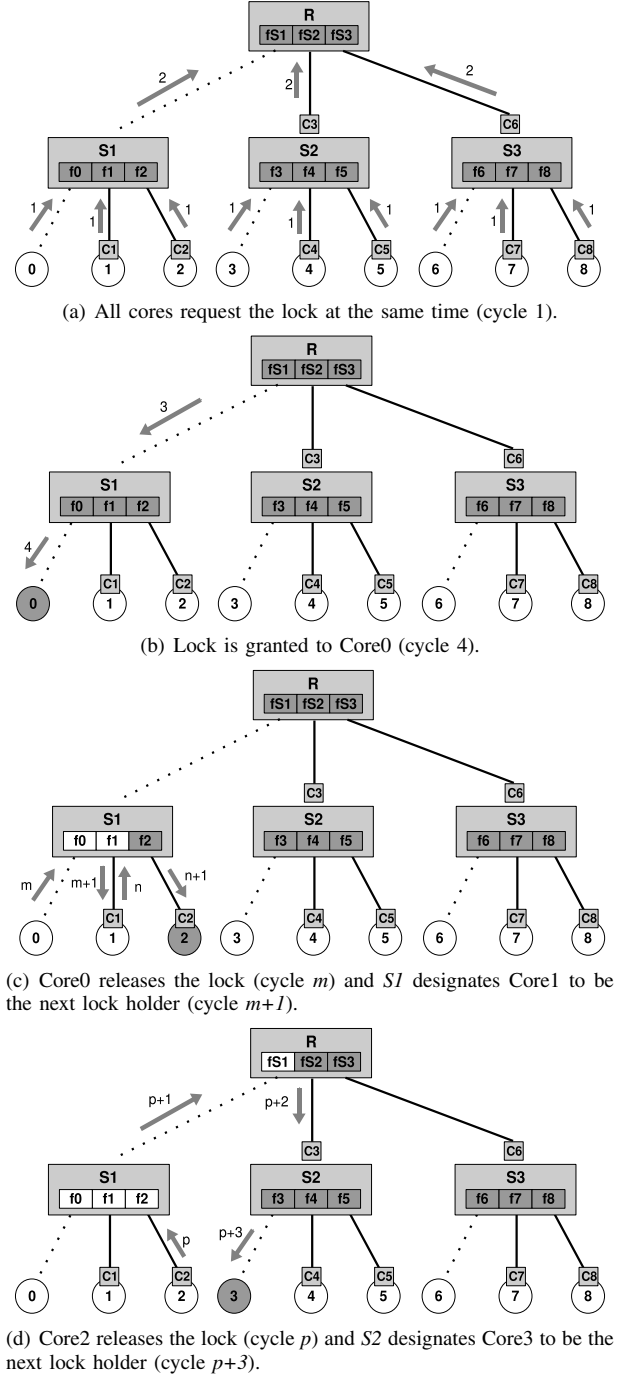 R
fS1 fS2 fS3
2 2 2
C3 C6
S1 S2 S3
f0 f1 f2 f3 f4 f5 f6 f7 f8
1 1 1 1 1 1 1 1 1
C1 C2 C4 C5 C7 C8
0 1 2 3 4 5 6 7 8
(a) All cores request the lock at the same time (cycle 1).
R
fS1 fS2 fS3
3
C3 C6
S1 S2 S3
f0 f1 f2 f3 f4 f5 f6 f7 f8
4
C1 C2 C4 C5 C7 C8
0 1 2 3 4 5 6 7 8
(b) Lock is granted to Core0 (cycle 4).
R
fS1 fS2 fS3
C3 C6
S1 S2 S3
f0 f1 f2 f3 f4 f5 f6 f7 f8
m m+1 n n+1
C1 C2 C4 C5 C7 C8
0 1 2 3 4 5 6 7 8
(c) Core0 releases the lock (cycle m) and S1 designates Core1 to be
the next lock holder (cycle m+1).
R
fS1 fS2 fS3
p+1 p+2
C3 C6
S1 S2 S3
f0 f1 f2 f3 f4 f5 f6 f7 f8
p p+3
C1 C2 C4 C5 C7 C8
0 1 2 3 4 5 6 7 8
(d) Core2 releases the lock (cycle p) and S2 designates Core3 to be the
next lock holder (cycle p+3).